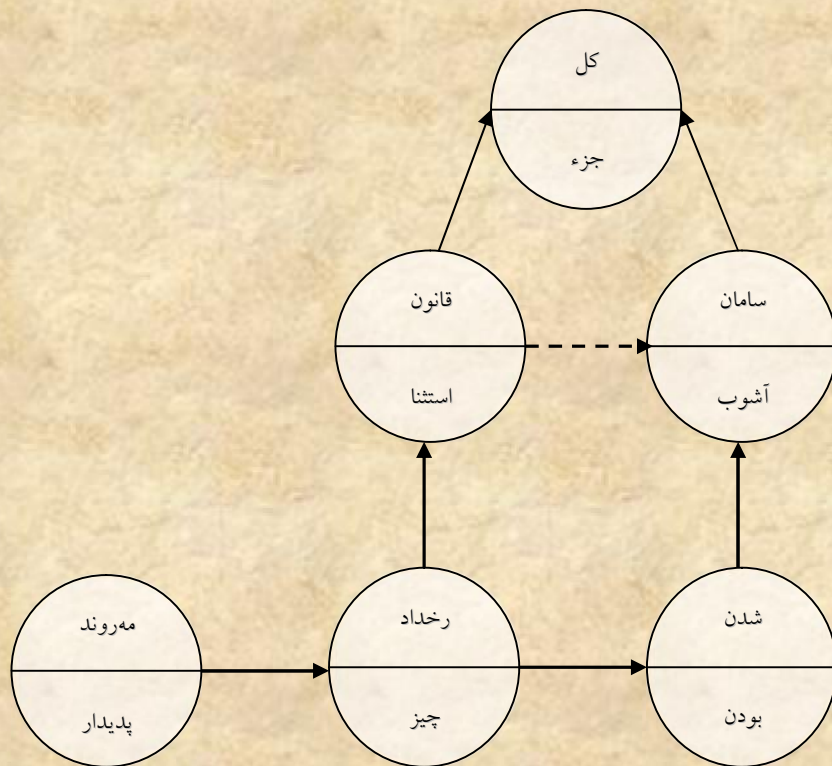 کل
جزء
قانون
استثنا
سامان
آشوب
مه‌روند
پدیدار
رخداد
چیز
شدن
بودن